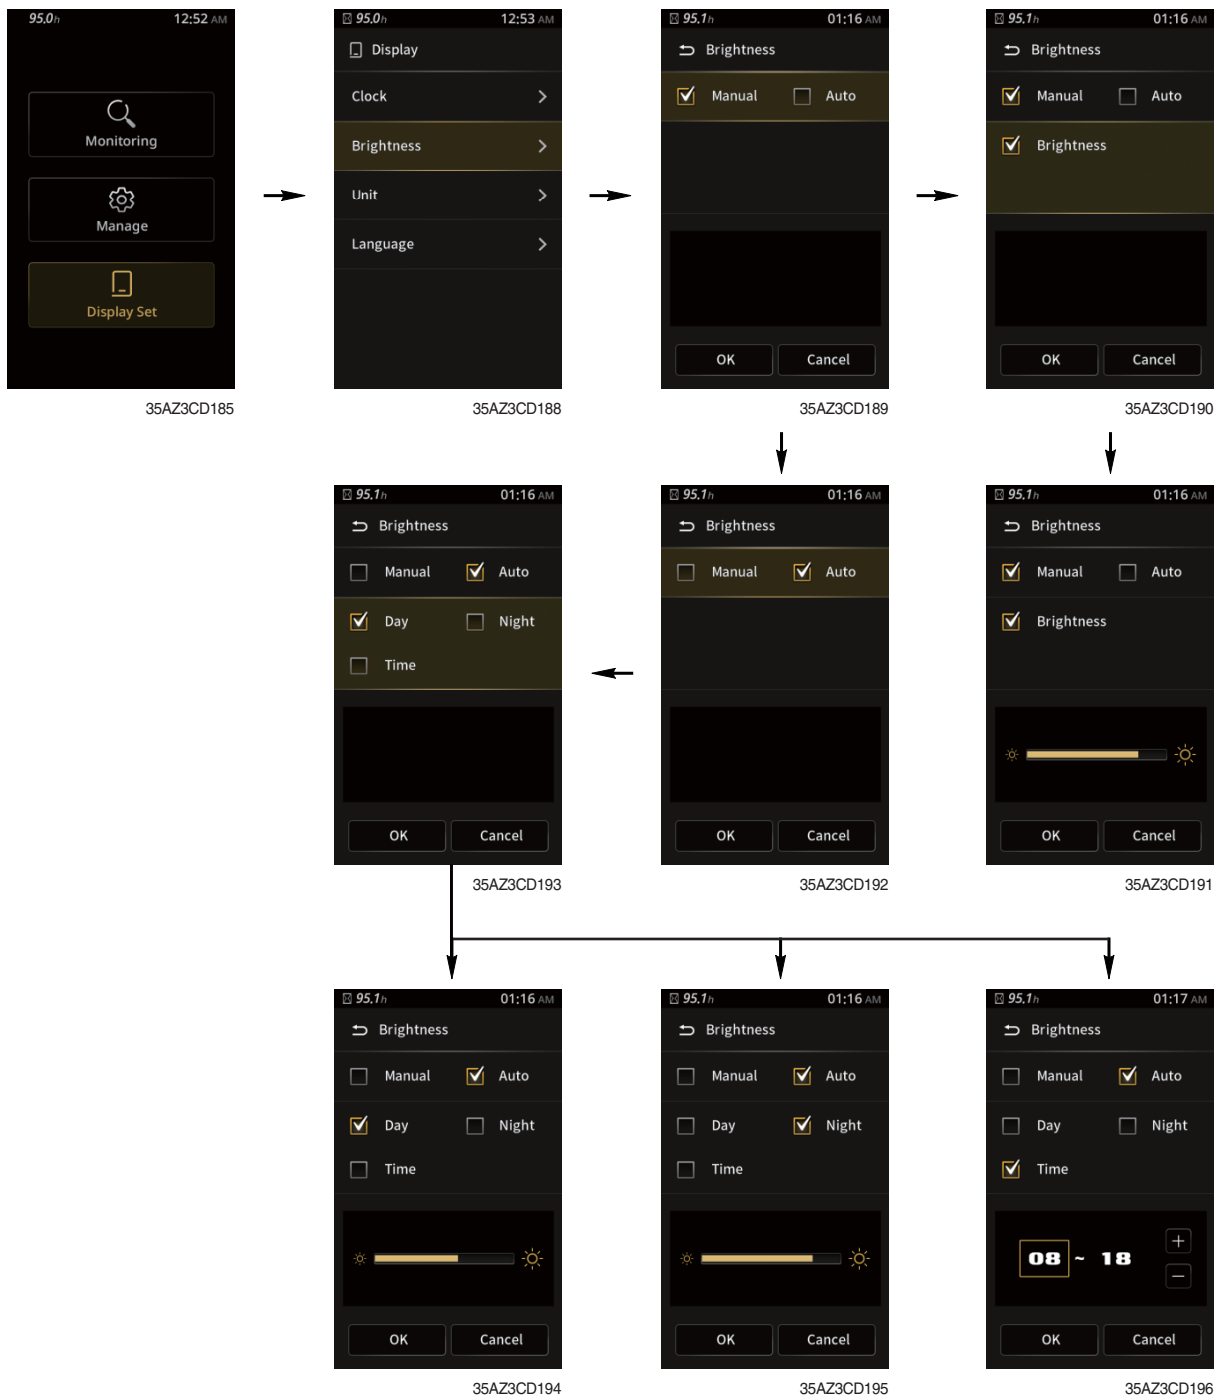 95.0h 12:52 AM
Monitoring
Manage
Display Set
35AZ3CD185
95.0h 12:53 AM
Display
Clock
Brightness
Unit
Language
35AZ3CD188
95.1h 01:16 AM
Brightness
Manual Auto
OK Cancel
35AZ3CD189
95.1h 01:16 AM
Brightness
Manual Auto
Brightness
OK Cancel
35AZ3CD190
95.1h 01:16 AM
Brightness
Manual Auto
Day Night
Time
OK Cancel
35AZ3CD193
95.1h 01:16 AM
Brightness
Manual Auto
OK Cancel
35AZ3CD192
95.1h 01:16 AM
Brightness
Manual Auto
Brightness
OK Cancel
35AZ3CD191
95.1h 01:16 AM
Brightness
Manual Auto
Day Night
Time
OK Cancel
35AZ3CD194
95.1h 01:16 AM
Brightness
Manual Auto
Day Night
Time
OK Cancel
35AZ3CD195
95.1h 01:17 AM
Brightness
Manual Auto
Day Night
Time
08 ~ 18 +
−
OK Cancel
35AZ3CD196